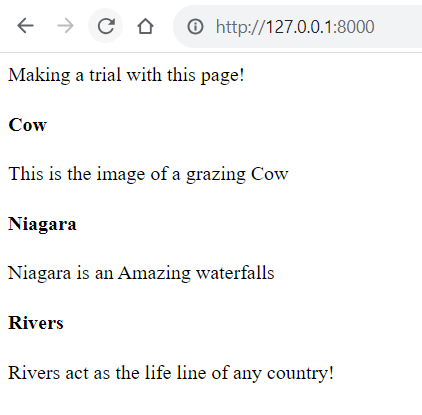 http://127.0.0.1:8000
Making a trial with this page!
Cow
This is the image of a grazing Cow
Niagara
Niagara is an Amazing waterfalls
Rivers
Rivers act as the life line of any country!